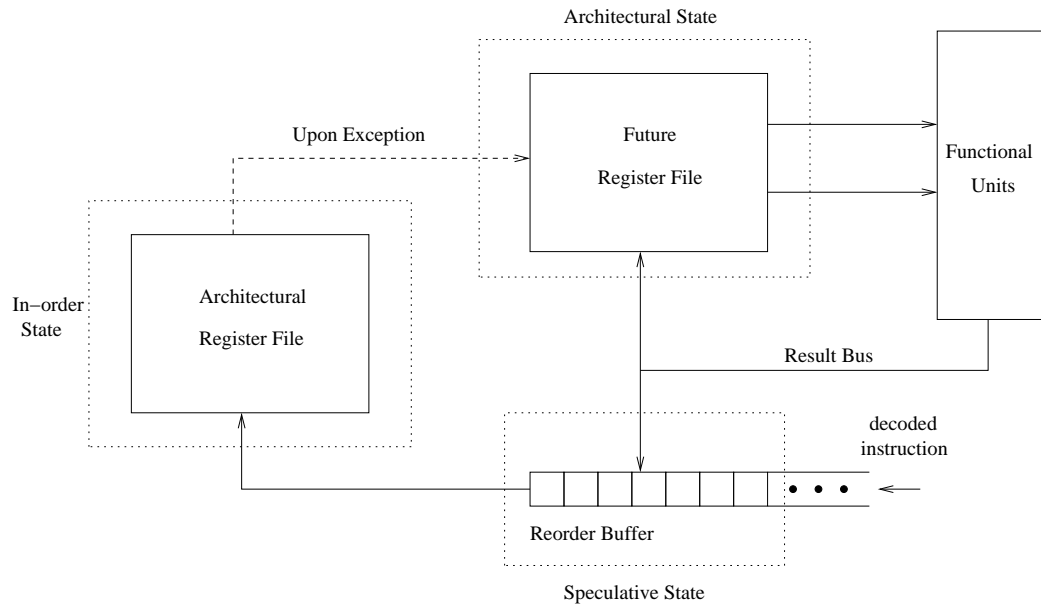 Architectural State
Upon Exception
Future
Register File
Functional
Units
In-order
State
Architectural
Register File
Result Bus
decoded
instruction
Reorder Buffer
Speculative State